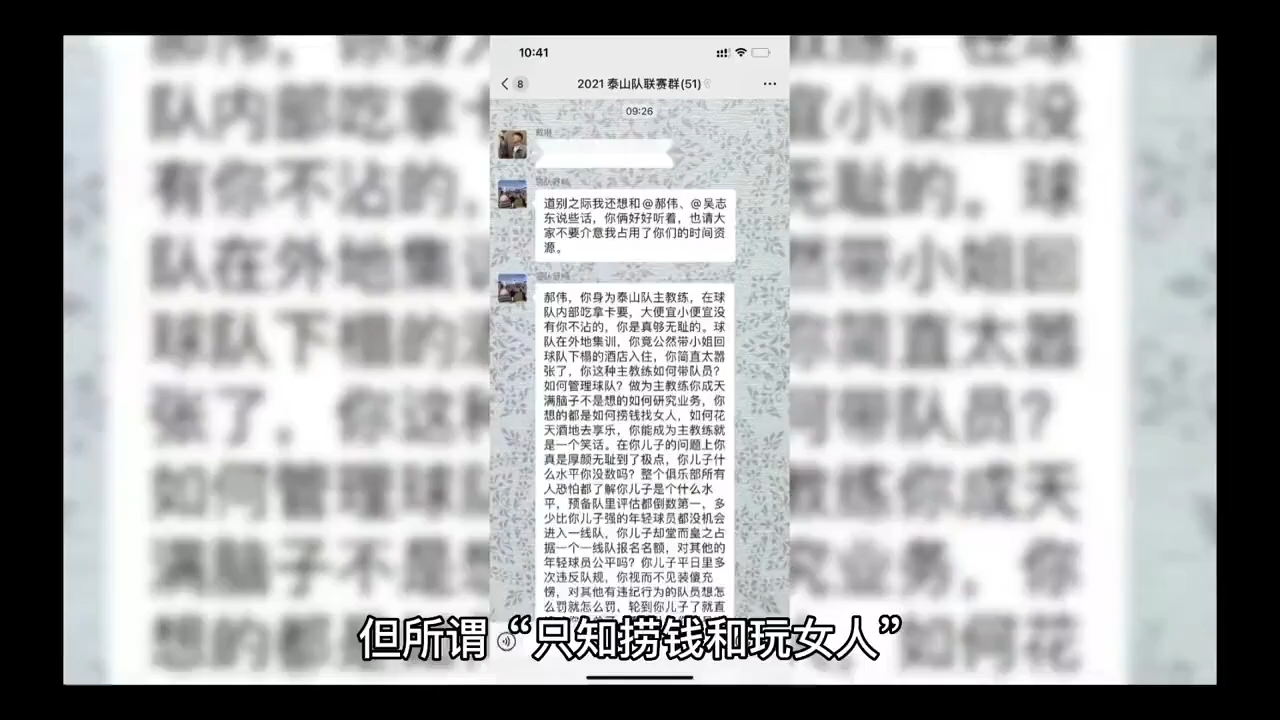 10:41
8
2021 泰山队联赛群(51)
09:26
道别之际我还想和@郝伟、@吴志
东说些话，你俩好好听着，也请大
家不要介意我占用了你们的时间资
源。
郝伟，你身为泰山队主教练，在球
队内部吃拿卡要，大便宜小便宜没
有你不沾的，你是真够无耻的。球
队在外地集训，你竟公然带小姐回
球队下榻的酒店入住，你简直太嚣
张了，你这种主教练如何带队员？
如何管理球队？做为主教练你成天
满脑子不是想的如何研究业务，你
想的都是如何捞钱找女人，如何花
天酒地去享乐，你能成为主教练就
是一个笑话。在你儿子的问题上你
真是厚颜无耻到了极点，你儿子什
么水平你没数吗？整个俱乐部所有
人恐怕都了解你儿子是个什么水
平，预备队里评估都倒数第一，多
少比你儿子强的年轻球员都没机会
进入一线队，你儿子却堂而皇之占
据一个一线队报名名额，对其他的
年轻球员公平吗？你儿子平日里多
次违反队规，你视而不见装傻充
愣，对其他有违纪行为的队员想怎
么罚就怎么罚，轮到你儿子了就直
但所谓“只知捞钱和玩女人”